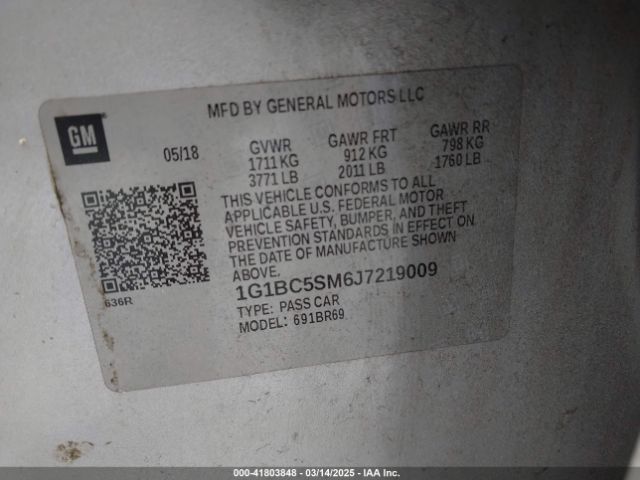 MFD BY GENERAL MOTORS LLC
GM
05/18
GVWR GAWR FRT GAWR RR
1711 KG 912 KG 798 KG
3771 LB 2011 LB 1760 LB
THIS VEHICLE CONFORMS TO ALL
APPLICABLE U.S. FEDERAL MOTOR
VEHICLE SAFETY, BUMPER, AND THEFT
PREVENTION STANDARDS IN EFFECT ON
THE DATE OF MANUFACTURE SHOWN
ABOVE.
636R
1G1BC5SM6J7219009
TYPE: PASS CAR
MODEL: 691BR69
000-41803848 - 03/14/2025 - IAA Inc.